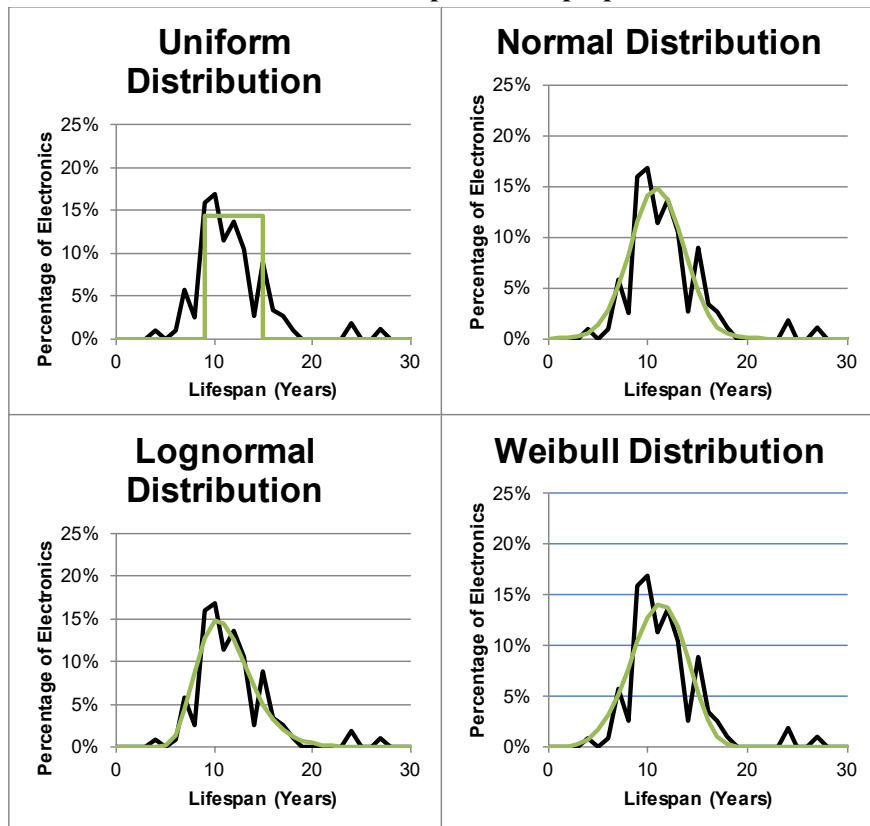 Uniform
Distribution
Percentage of Electronics
25%
20%
15%
10%
5%
0%
0 10 20 30
Lifespan (Years)
Normal Distribution
Percentage of Electronics
25%
20%
15%
10%
5%
0%
0 10 20 30
Lifespan (Years)
Lognormal
Distribution
Percentage of Electronics
25%
20%
15%
10%
5%
0%
0 10 20 30
Lifespan (Years)
Weibull Distribution
Percentage of Electronics
25%
20%
15%
10%
5%
0%
0 10 20 30
Lifespan (Years)